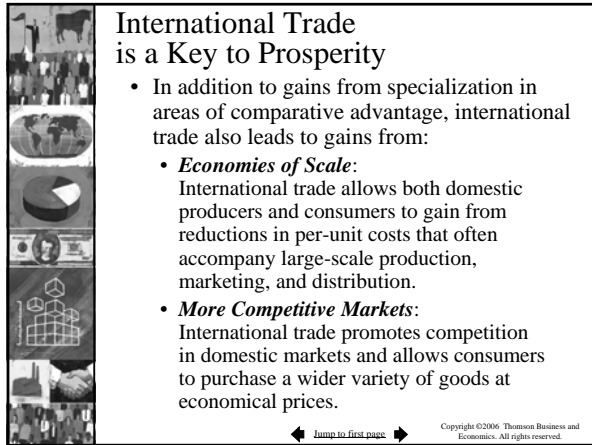 International Trade
is a Key to Prosperity
• In addition to gains from specialization in
areas of comparative advantage, international
trade also leads to gains from:
• Economies of Scale:
International trade allows both domestic
producers and consumers to gain from
reductions in per-unit costs that often
accompany large-scale production,
marketing, and distribution.
• More Competitive Markets:
International trade promotes competition
in domestic markets and allows consumers
to purchase a wider variety of goods at
economical prices.
Jump to first page
Copyright ©2006 Thomson Business and
Economics. All rights reserved.